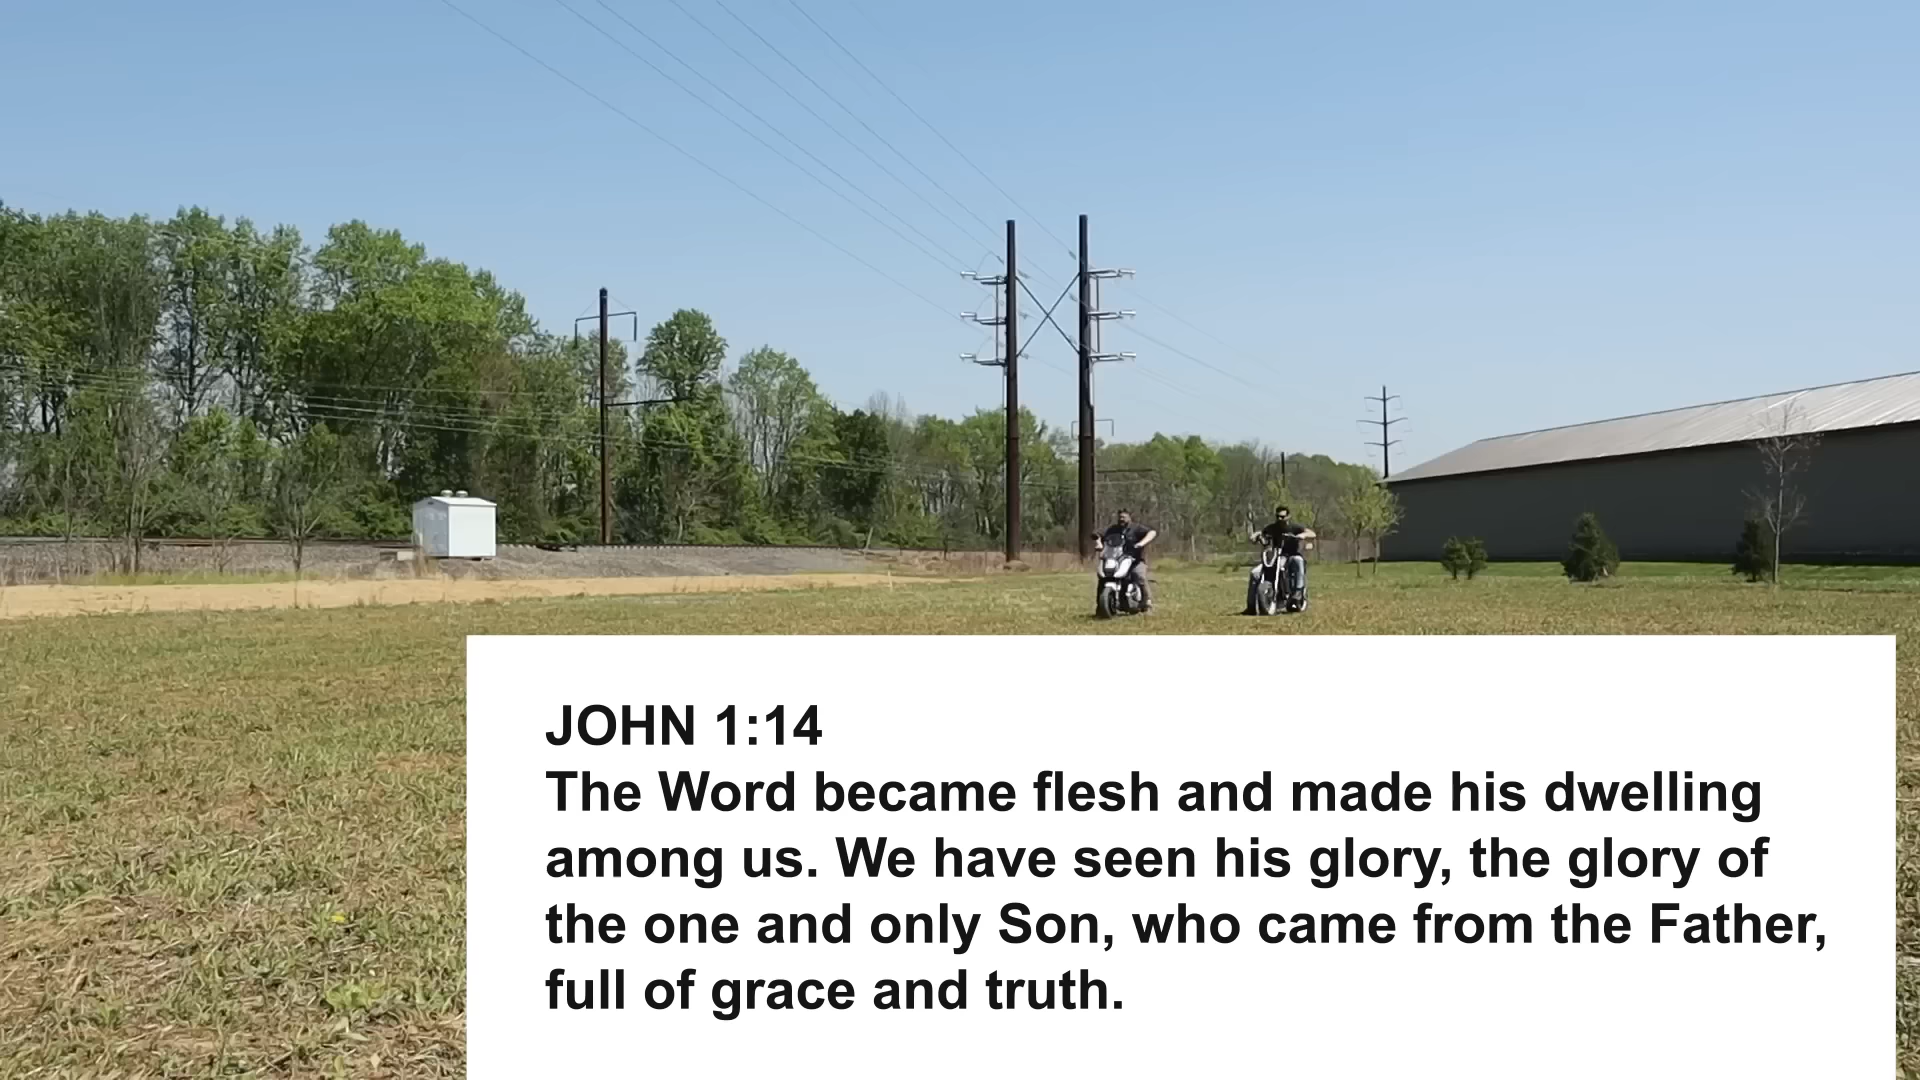 JOHN 1:14
The Word became flesh and made his dwelling
among us. We have seen his glory, the glory of
the one and only Son, who came from the Father,
full of grace and truth.